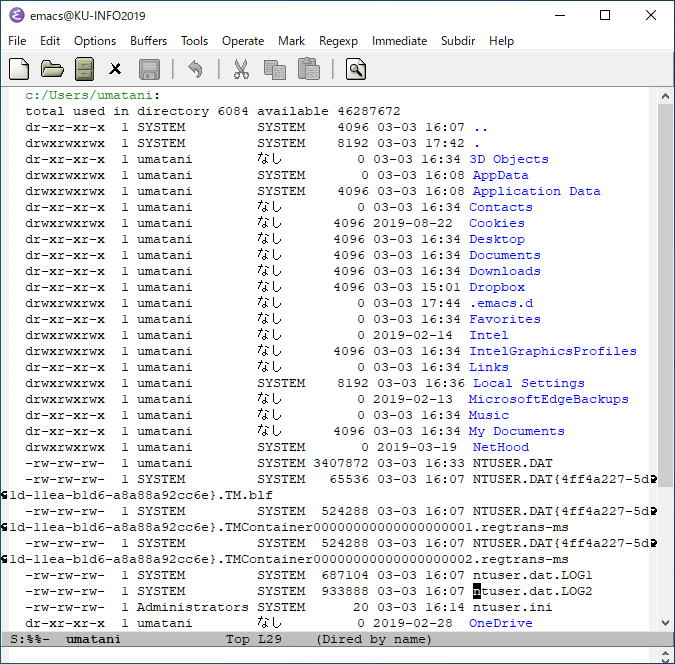 emacs@KU-INFO2019
File Edit Options Buffers Tools Operate Mark Regexp Immediate Subdir Help
c:/Users/umatani:
total used in directory 6084 available 46287672
dr-xr-xr-x 1 SYSTEM SYSTEM 4096 03-03 16:07 ..
drwxrwxrwx 1 SYSTEM SYSTEM 8192 03-03 17:42 .
dr-xr-xr-x 1 umatani なし 0 03-03 16:34 3D Objects
drwxrwxrwx 1 umatani SYSTEM 0 03-03 16:08 AppData
drwxrwxrwx 1 umatani SYSTEM 4096 03-03 16:08 Application Data
dr-xr-xr-x 1 umatani なし 0 03-03 16:34 Contacts
drwxrwxrwx 1 umatani なし 4096 2019-08-22 Cookies
dr-xr-xr-x 1 umatani なし 4096 03-03 16:34 Desktop
dr-xr-xr-x 1 umatani なし 4096 03-03 16:34 Documents
dr-xr-xr-x 1 umatani なし 4096 03-03 16:34 Downloads
dr-xr-xr-x 1 umatani なし 4096 03-03 15:01 Dropbox
drwxrwxrwx 1 umatani なし 0 03-03 17:44 .emacs.d
dr-xr-xr-x 1 umatani なし 0 03-03 16:34 Favorites
drwxrwxrwx 1 umatani なし 0 2019-02-14 Intel
drwxrwxrwx 1 umatani なし 4096 03-03 16:34 IntelGraphicsProfiles
dr-xr-xr-x 1 umatani なし 0 03-03 16:34 Links
drwxrwxrwx 1 umatani SYSTEM 8192 03-03 16:36 Local Settings
drwxrwxrwx 1 umatani なし 0 2019-02-13 MicrosoftEdgeBackups
dr-xr-xr-x 1 umatani なし 0 03-03 16:34 Music
dr-xr-xr-x 1 umatani なし 4096 03-03 16:34 My Documents
drwxrwxrwx 1 umatani SYSTEM 0 2019-03-19 NetHood
-rw-rw-rw- 1 umatani SYSTEM 3407872 03-03 16:33 NTUSER.DAT
-rw-rw-rw- 1 SYSTEM SYSTEM 65536 03-03 16:07 NTUSER.DAT{4ff4a227-5d
1d-11ea-b1d6-a8a88a92cc6e}.TM.blf
-rw-rw-rw- 1 SYSTEM SYSTEM 524288 03-03 16:07 NTUSER.DAT{4ff4a227-5d
1d-11ea-b1d6-a8a88a92cc6e}.TMContainer00000000000000000001.regtrans-ms
-rw-rw-rw- 1 SYSTEM SYSTEM 524288 03-03 16:07 NTUSER.DAT{4ff4a227-5d
1d-11ea-b1d6-a8a88a92cc6e}.TMContainer00000000000000000002.regtrans-ms
-rw-rw-rw- 1 SYSTEM SYSTEM 687104 03-03 16:07 ntuser.dat.LOG1
-rw-rw-rw- 1 SYSTEM SYSTEM 933888 03-03 16:07 ntuser.dat.LOG2
-rw-rw-rw- 1 Administrators SYSTEM 20 03-03 16:14 ntuser.ini
dr-xr-xr-x 1 umatani なし 0 2019-02-28 OneDrive
S:%%- umatani Top L29 (Dired by name)